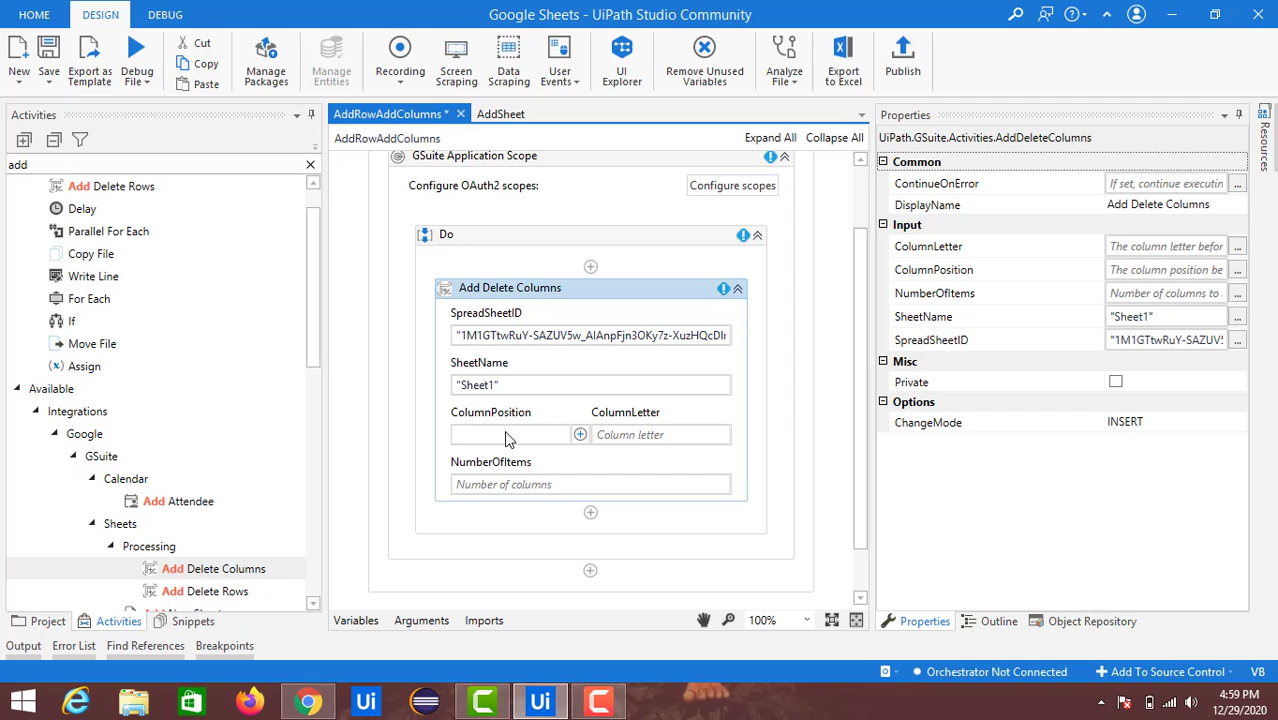 HOME DESIGN DEBUG Google Sheets - UiPath Studio Community
New Save Export as Template Debug File Cut Copy Paste Manage Packages Manage Entities Recording Screen Scraping Data Scraping User Events UI Explorer Remove Unused Variables Analyze File Export to Excel Publish
Activities
add
Add Delete Rows
Delay
Parallel For Each
Copy File
Write Line
For Each
If
Move File
Assign
Available
Integrations
Google
GSuite
Calendar
Add Attendee
Sheets
Processing
Add Delete Columns
Add Delete Rows
Project Activities Snippets
AddRowAddColumns * AddSheet
AddRowAddColumns Expand All Collapse All
GSuite Application Scope
Configure OAuth2 scopes: Configure scopes
Do
Add Delete Columns
SpreadSheetID
"1M1GTtwRuY-SAZUV5w_AIAnpFjn3OKy7z-XuzHQcDIr
SheetName
"Sheet1"
ColumnPosition ColumnLetter
Column letter
NumberOfItems
Number of columns
Variables Arguments Imports 100%
Properties
UiPath.GSuite.Activities.AddDeleteColumns
Common
ContinueOnError If set, continue executin ...
DisplayName Add Delete Columns
Input
ColumnLetter The column letter befor ...
ColumnPosition The column position be ...
NumberOfItems Number of columns to ...
SheetName "Sheet1" ...
SpreadSheetID "1M1GTtwRuY-SAZUV5 ...
Misc
Private
Options
ChangeMode INSERT
Properties Outline Object Repository
Resources
Output Error List Find References Breakpoints
Orchestrator Not Connected Add To Source Control VB
4:59 PM
12/29/2020